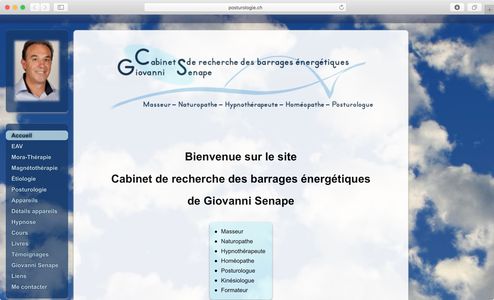 posturologie.ch
Cabinet de recherche des barrages énergétiques
Giovanni Senape
Masseur – Naturopathe – Hypnothérapeute – Homéopathe – Posturologue
Accueil
EAV
Mora-Thérapie
Magnétothérapie
Étiologie
Posturologie
Appareils
Détails appareils
Hypnose
Cours
Livres
Témoignages
Giovanni Senape
Liens
Me contacter
Bienvenue sur le site
Cabinet de recherche des barrages énergétiques
de Giovanni Senape
Masseur
Naturopathe
Hypnothérapeute
Homéopathe
Posturologue
Kinésiologue
Formateur